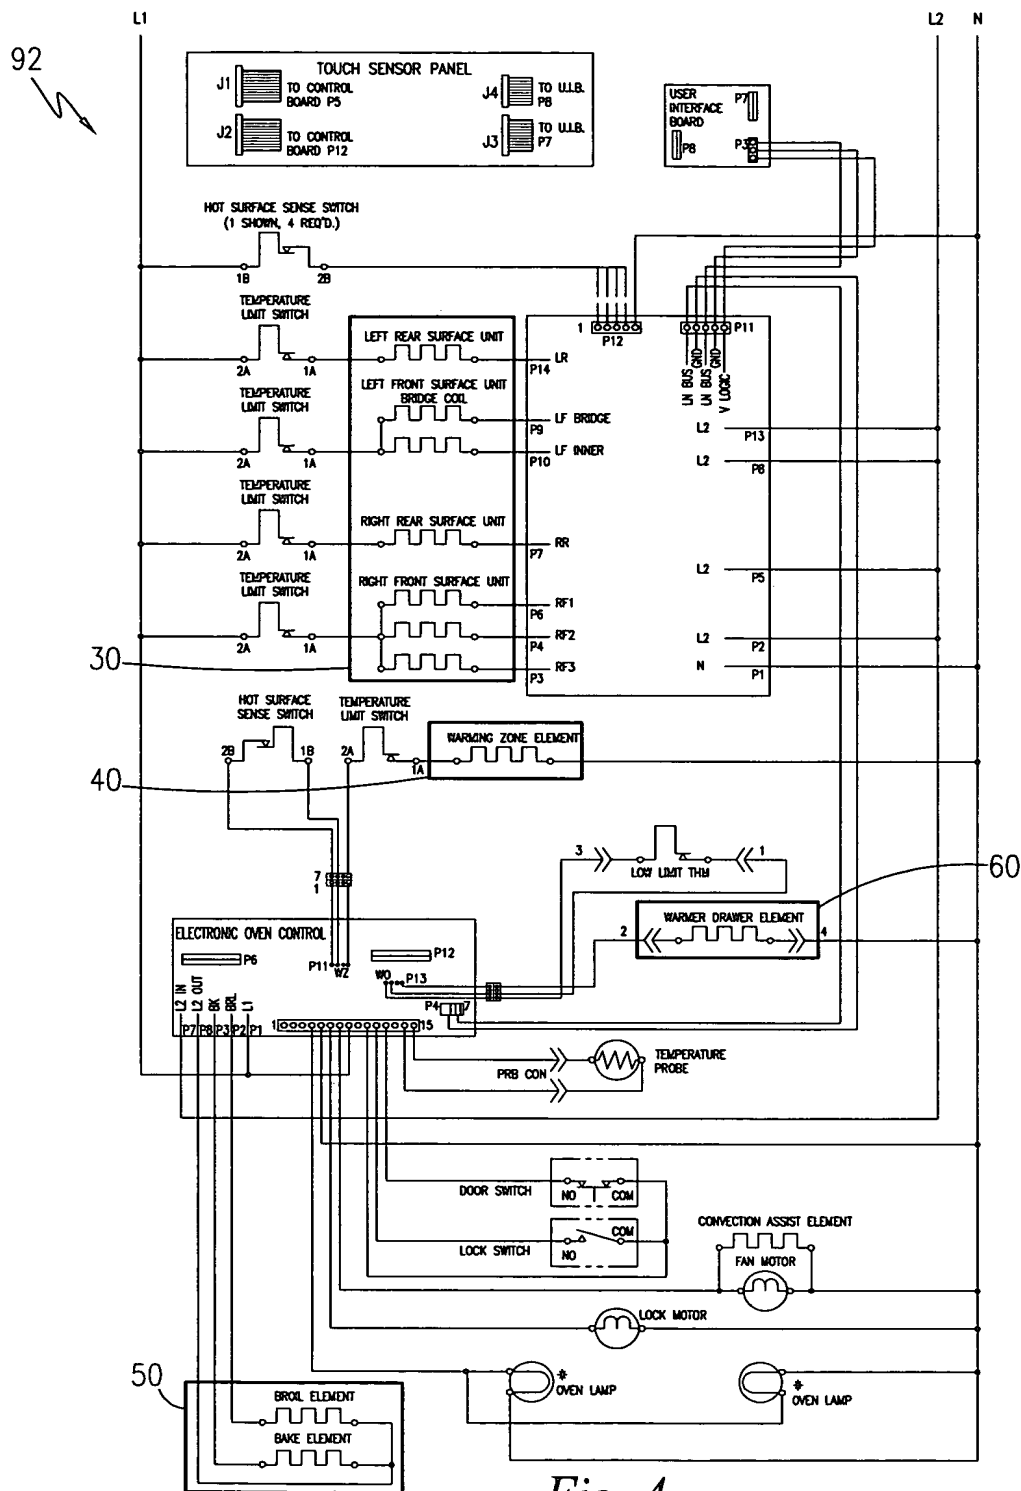 L1
L2 N
92
TOUCH SENSOR PANEL
J1
TO CONTROL
BOARD P5
J2
TO CONTROL
BOARD P12
J4
TO U.I.B.
P8
J3
TO U.I.B.
P7
USER
INTERFACE
BOARD
P7
P8
P3
HOT SURFACE SENSE SWITCH
(1 SHOWN, 4 REQ'D.)
1B 2B
TEMPERATURE
LIMIT SWITCH
2A 1A
LEFT REAR SURFACE UNIT
P14 LR
1 P12
P11
LN BUS
GND
LN BUS
GND
V LOGIC
TEMPERATURE
LIMIT SWITCH
2A 1A
LEFT FRONT SURFACE UNIT
BRIDGE COIL
P9 LF BRIDGE
P10 LF INNER
L2 P13
L2 P8
TEMPERATURE
LIMIT SWITCH
2A 1A
RIGHT REAR SURFACE UNIT
P7 RR
L2 P5
TEMPERATURE
LIMIT SWITCH
2A 1A
RIGHT FRONT SURFACE UNIT
P6 RF1
P4 RF2
P3 RF3
L2 P2
N P1
30
HOT SURFACE
SENSE SWITCH
2B 1B
TEMPERATURE
LIMIT SWITCH
2A 1A
WARMING ZONE ELEMENT
40
7
1
3 1
LOW LIMIT THM
60
WARMER DRAWER ELEMENT
2 4
ELECTRONIC OVEN CONTROL
P6
P11 WZ
P12
WD P13
P4 7
L2 IN
L2 OUT
BK
BRL
L1
P7 P8 P3 P2 P1
1 15
PRB CON
TEMPERATURE
PROBE
DOOR SWITCH
NO COM
LOCK SWITCH
NO COM
CONVECTION ASSIST ELEMENT
FAN MOTOR
LOCK MOTOR
*
OVEN LAMP
*
OVEN LAMP
50
BROIL ELEMENT
BAKE ELEMENT
Fig. 4